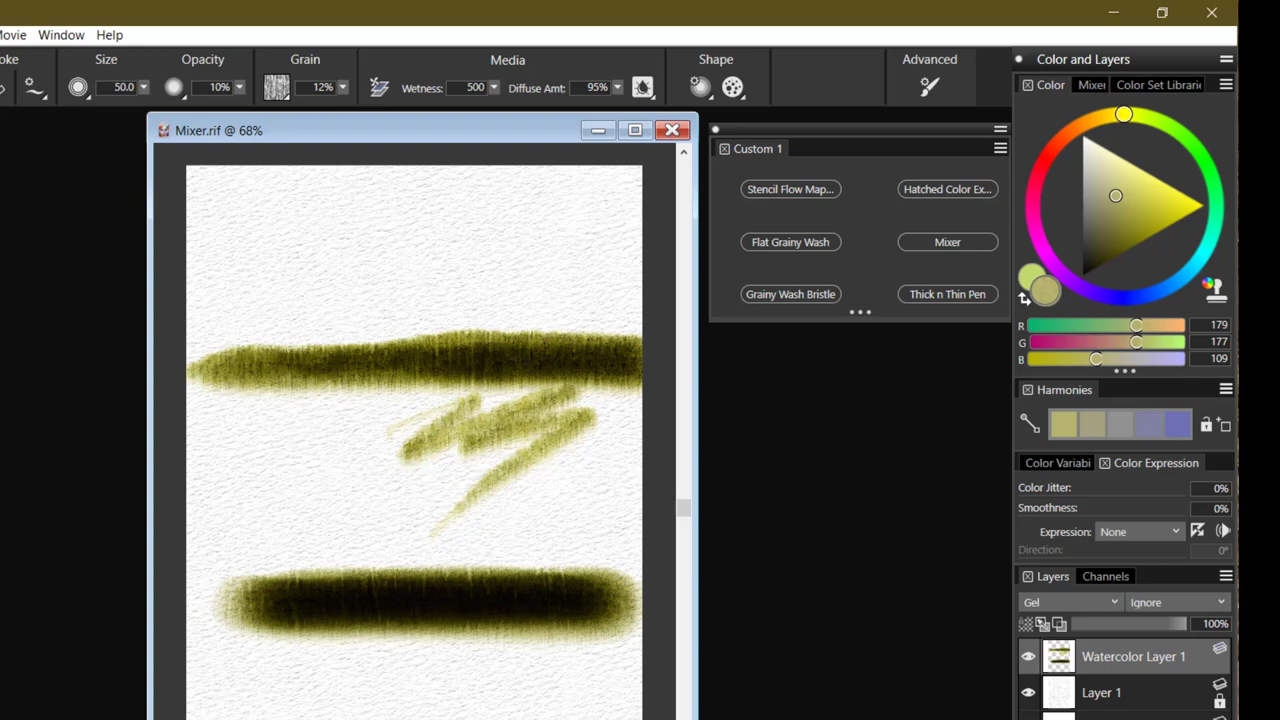 Movie Window Help
oke Size Opacity Grain Media Shape Advanced
50.0 10% 12% Wetness: 500 Diffuse Amt: 95%
Mixer.rif @ 68%
Custom 1
Stencil Flow Map... Hatched Color Ex...
Flat Grainy Wash Mixer
Grainy Wash Bristle Thick n Thin Pen
Color and Layers
Color Mixer Color Set Librari
R 179
G 177
B 109
Harmonies
Color Variabi Color Expression
Color Jitter: 0%
Smoothness: 0%
Expression: None
Direction: 0°
Layers Channels
Gel Ignore
100%
Watercolor Layer 1
Layer 1